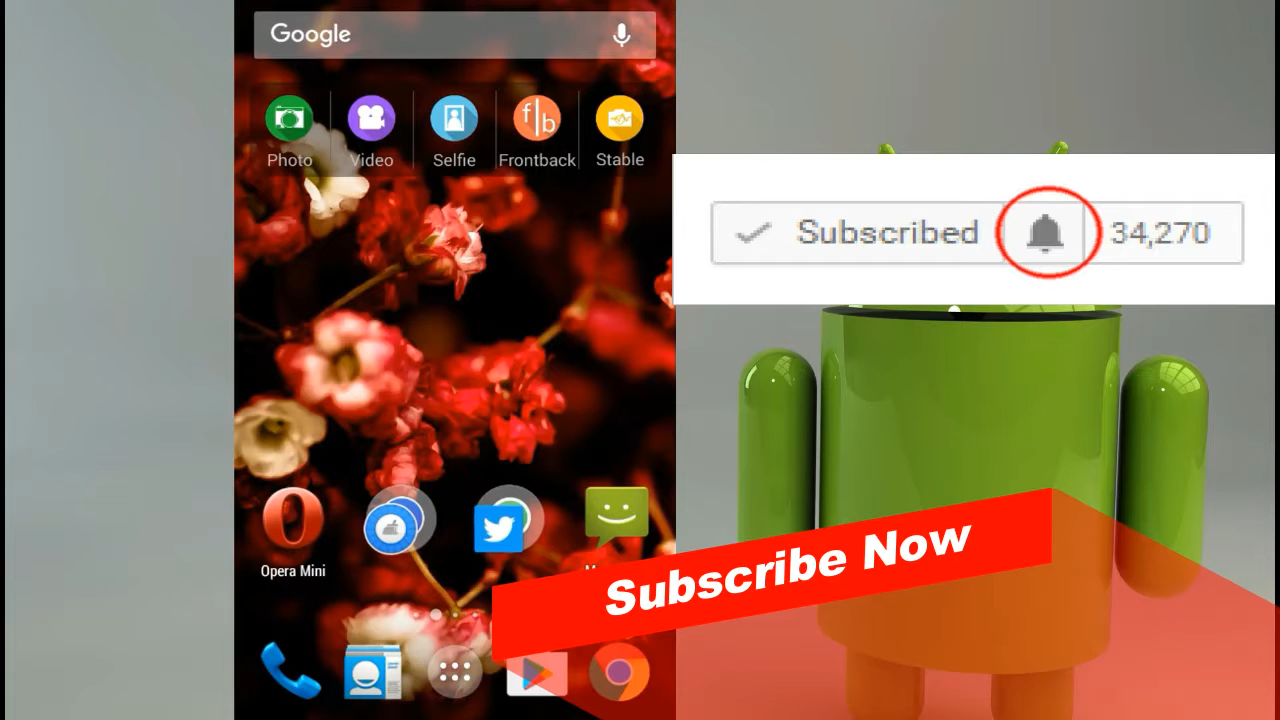 Google
Photo
Video
Selfie
f|b
Frontback
Stable
Subscribed
34,270
Opera Mini
Subscribe Now